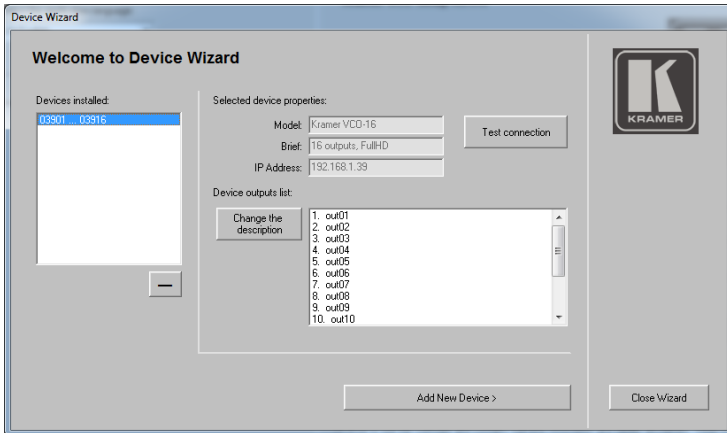 Device Wizard
Welcome to Device Wizard
Devices installed:
03901 ... 03916
Selected device properties:
Model: Kramer VCO-16
Brief: 16 outputs, FullHD
IP Address: 192.168.1.39
Test connection
Device outputs list:
Change the
description
1. out01
2. out02
3. out03
4. out04
5. out05
6. out06
7. out07
8. out08
9. out09
10. out10
Add New Device >
K
KRAMER
Close Wizard